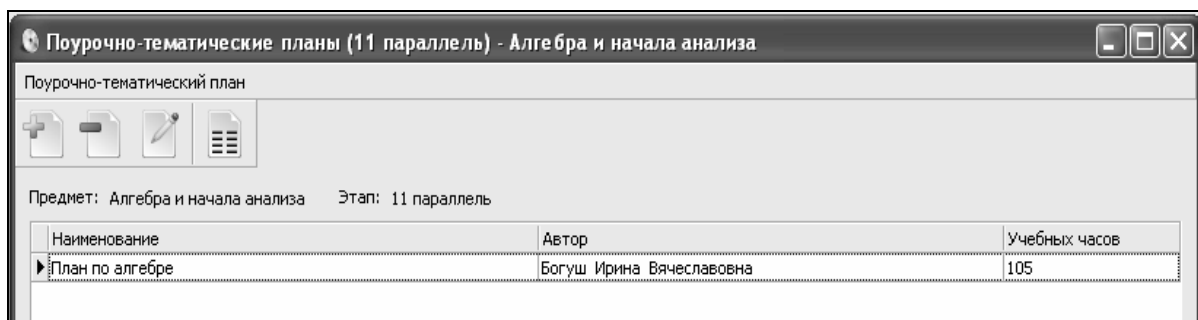 Поурочно-тематические планы (11 параллель) - Алгебра и начала анализа
Поурочно-тематический план
Предмет: Алгебра и начала анализа Этап: 11 параллель
Наименование Автор Учебных часов
План по алгебре Богуш Ирина Вячеславовна 105